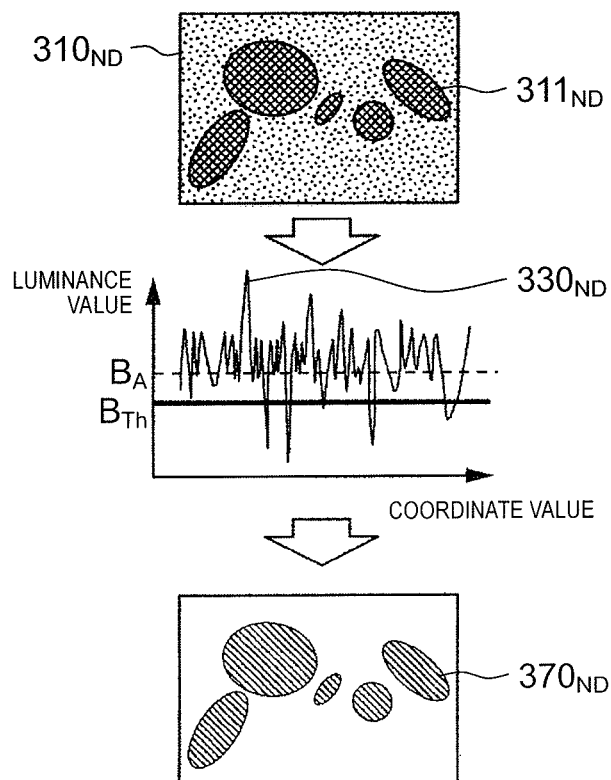 310ND
311ND
LUMINANCE
VALUE
330ND
BA
BTh
COORDINATE VALUE
370ND